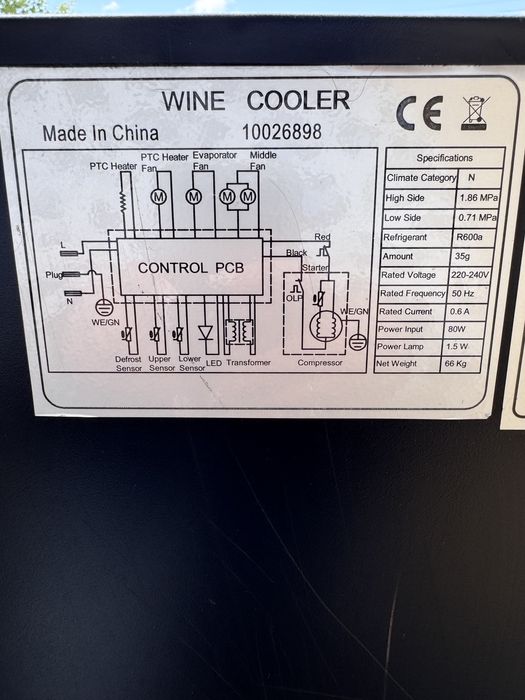 WINE COOLER
Made In China 10026898
CE
PTC Heater
PTC Heater Fan
Evaporator Fan
Middle Fan
M M M M
L
Plug
N
WE/GN
CONTROL PCB
Red
Black
Starter
OLP
WE/GN
Defrost Sensor
Upper Sensor
Lower Sensor
LED
Transformer
Compressor
Specifications
Climate Category N
High Side 1.86 MPa
Low Side 0.71 MPa
Refrigerant R600a
Amount 35g
Rated Voltage 220-240V
Rated Frequency 50 Hz
Rated Current 0.6 A
Power Input 80W
Power Lamp 1.5 W
Net Weight 66 Kg